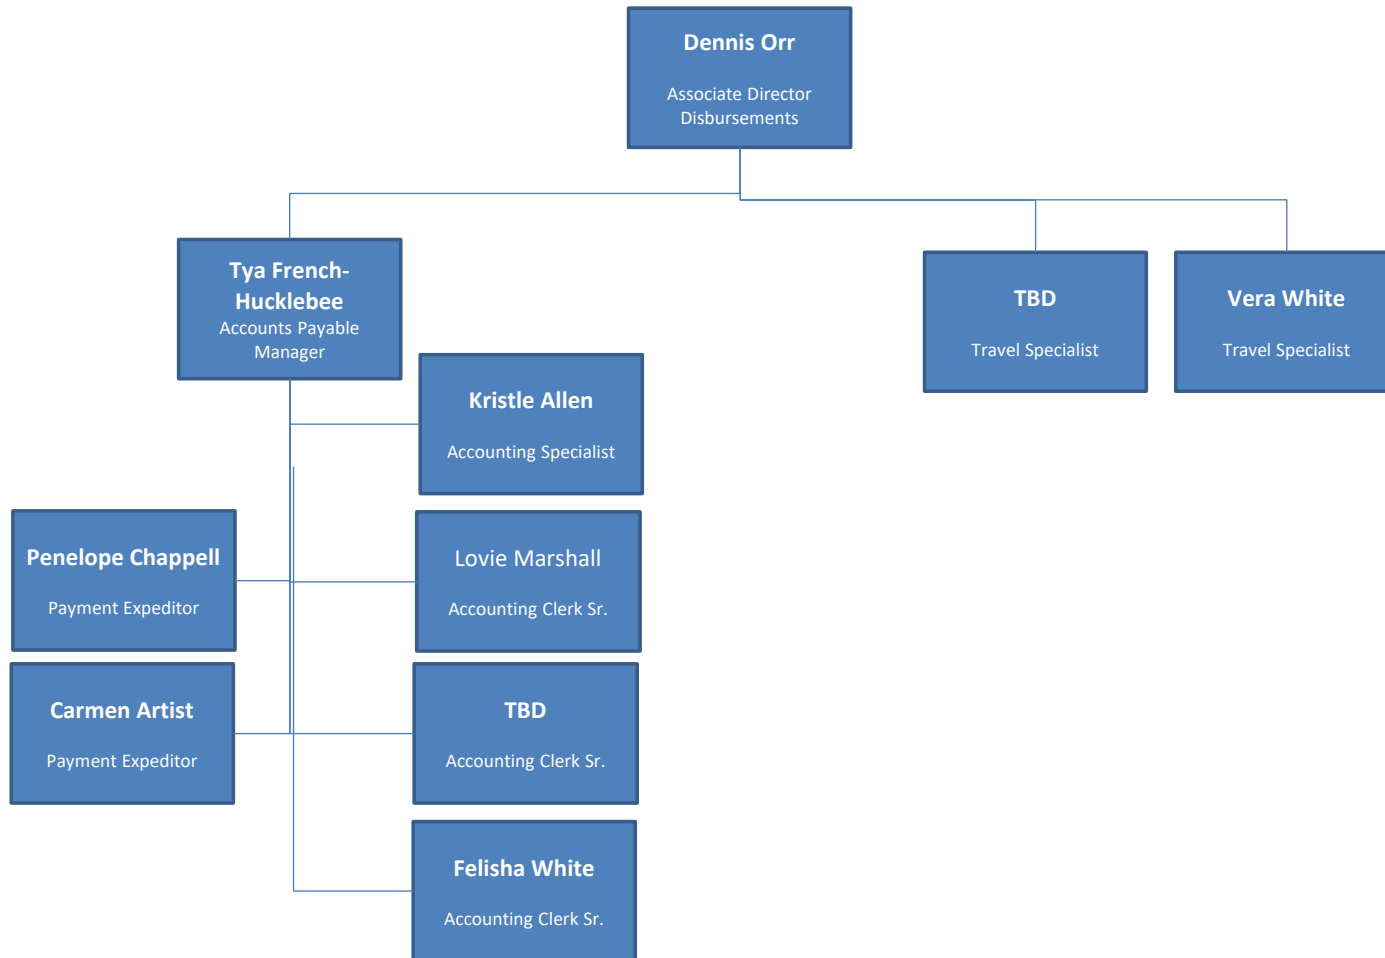 Dennis Orr
Associate Director
Disbursements
Tya French-
Hucklebee
Accounts Payable
Manager
TBD
Travel Specialist
Vera White
Travel Specialist
Kristle Allen
Accounting Specialist
Penelope Chappell
Payment Expeditor
Lovie Marshall
Accounting Clerk Sr.
Carmen Artist
Payment Expeditor
TBD
Accounting Clerk Sr.
Felisha White
Accounting Clerk Sr.